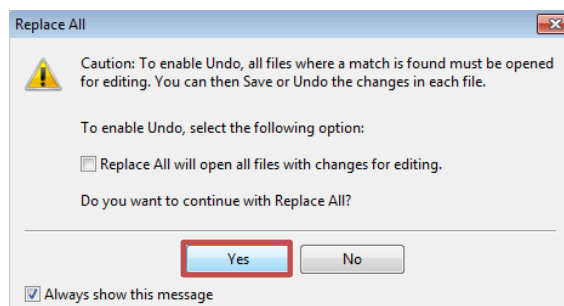 Replace All
Caution: To enable Undo, all files where a match is found must be opened
for editing. You can then Save or Undo the changes in each file.
To enable Undo, select the following option:
Replace All will open all files with changes for editing.
Do you want to continue with Replace All?
Yes No
Always show this message